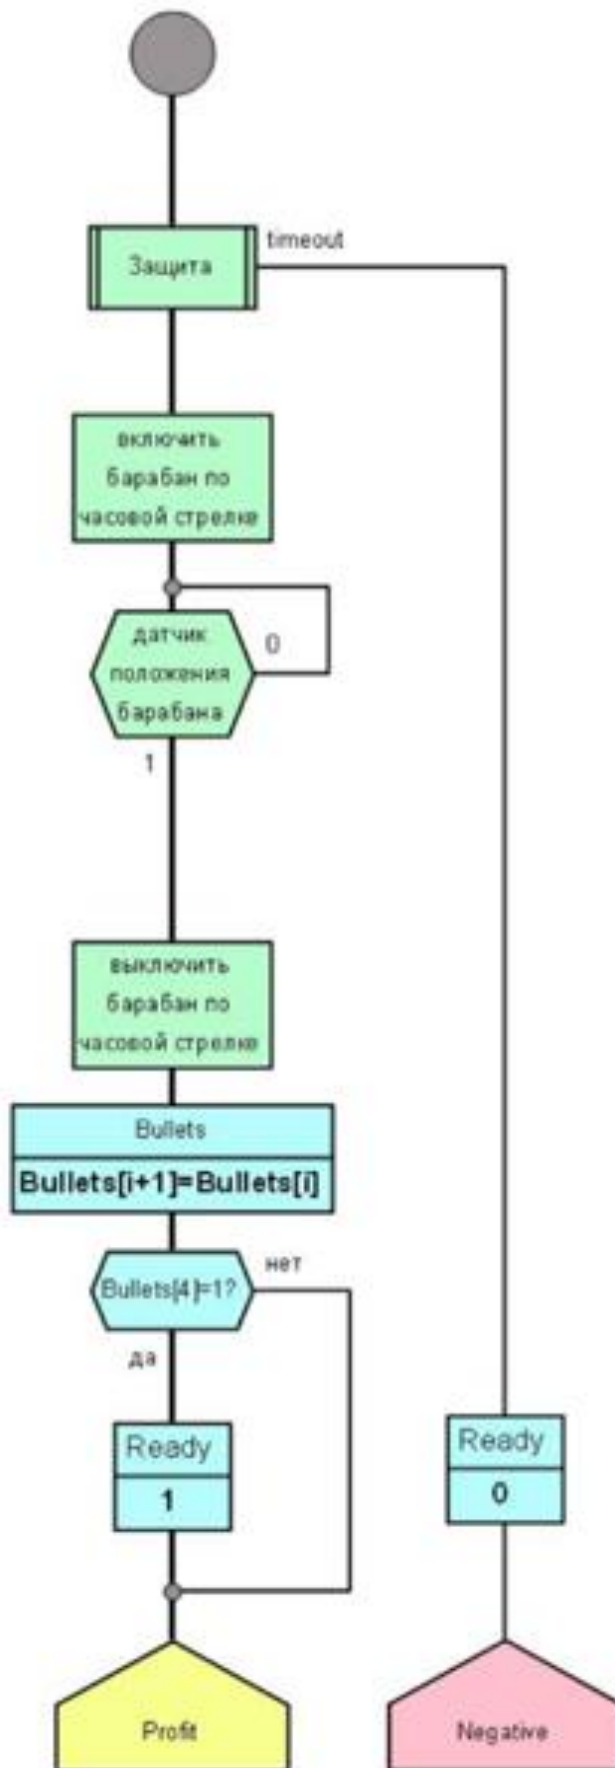 Защита
timeout
включить
барабан по
часовой стрелке
датчик
положения
барабана
0
1
выключить
барабан по
часовой стрелке
Bullets
Bullets[i+1]=Bullets[i]
Bullets[4]=1?
нет
да
Ready
1
Ready
0
Profit
Negative